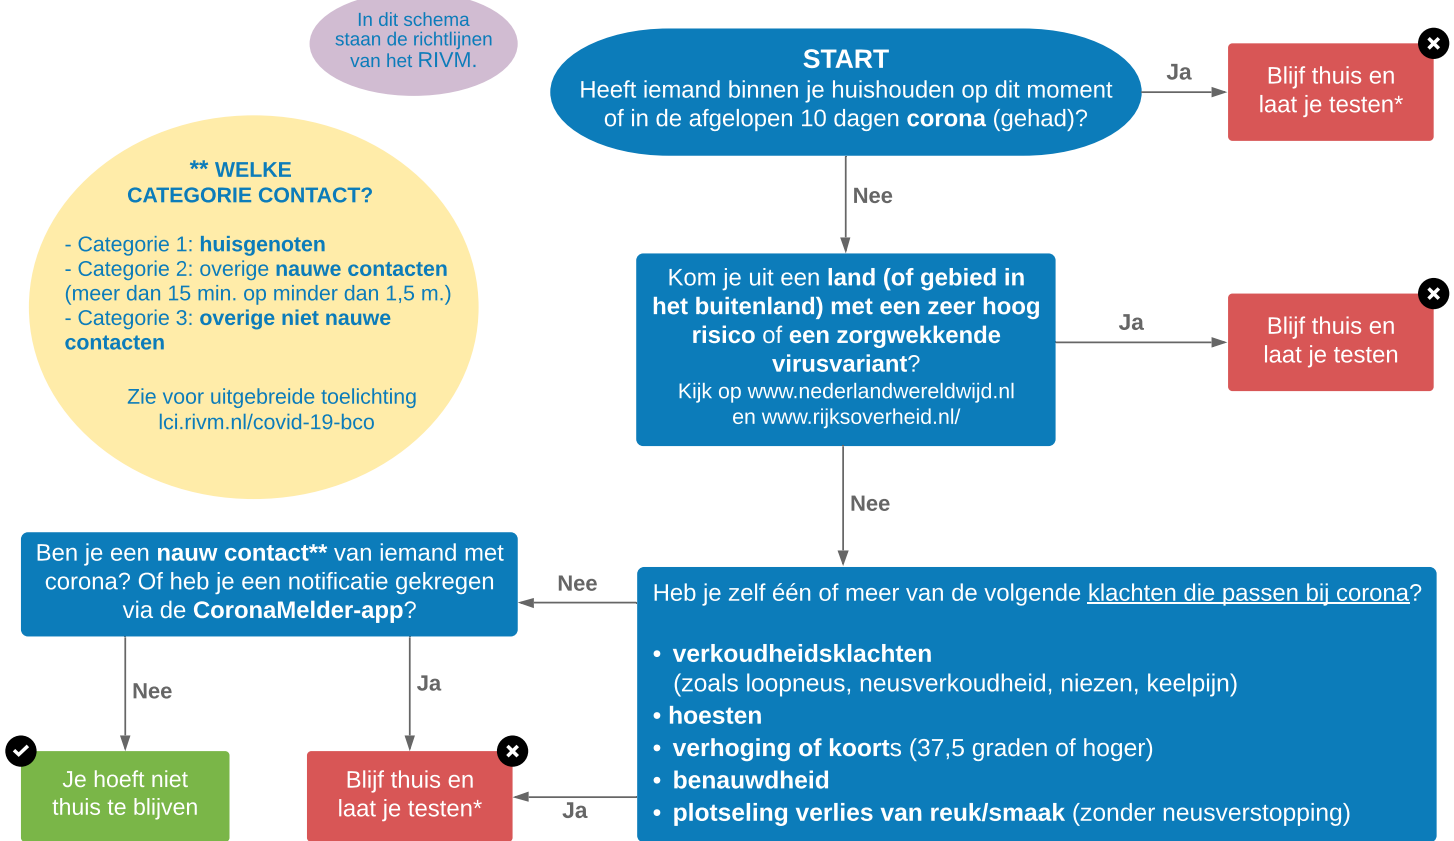 In dit schema
staan de richtlijnen
van het RIVM.
START
Heeft iemand binnen je huishouden op dit moment
of in de afgelopen 10 dagen corona (gehad)?
Ja
Blijf thuis en
laat je testen*
Nee
** WELKE
CATEGORIE CONTACT?
- Categorie 1: huisgenoten
- Categorie 2: overige nauwe contacten
(meer dan 15 min. op minder dan 1,5 m.)
- Categorie 3: overige niet nauwe
contacten
Zie voor uitgebreide toelichting
lci.rivm.nl/covid-19-bco
Kom je uit een land (of gebied in
het buitenland) met een zeer hoog
risico of een zorgwekkende
virusvariant?
Kijk op www.nederlandwereldwijd.nl
en www.rijksoverheid.nl/
Ja
Blijf thuis en
laat je testen
Nee
Heb je zelf één of meer van de volgende klachten die passen bij corona?
• verkoudheidsklachten
(zoals loopneus, neusverkoudheid, niezen, keelpijn)
• hoesten
• verhoging of koorts (37,5 graden of hoger)
• benauwdheid
• plotseling verlies van reuk/smaak (zonder neusverstopping)
Nee
Ben je een nauw contact** van iemand met
corona? Of heb je een notificatie gekregen
via de CoronaMelder-app?
Nee
Ja
Je hoeft niet
thuis te blijven
Blijf thuis en
laat je testen*
Ja